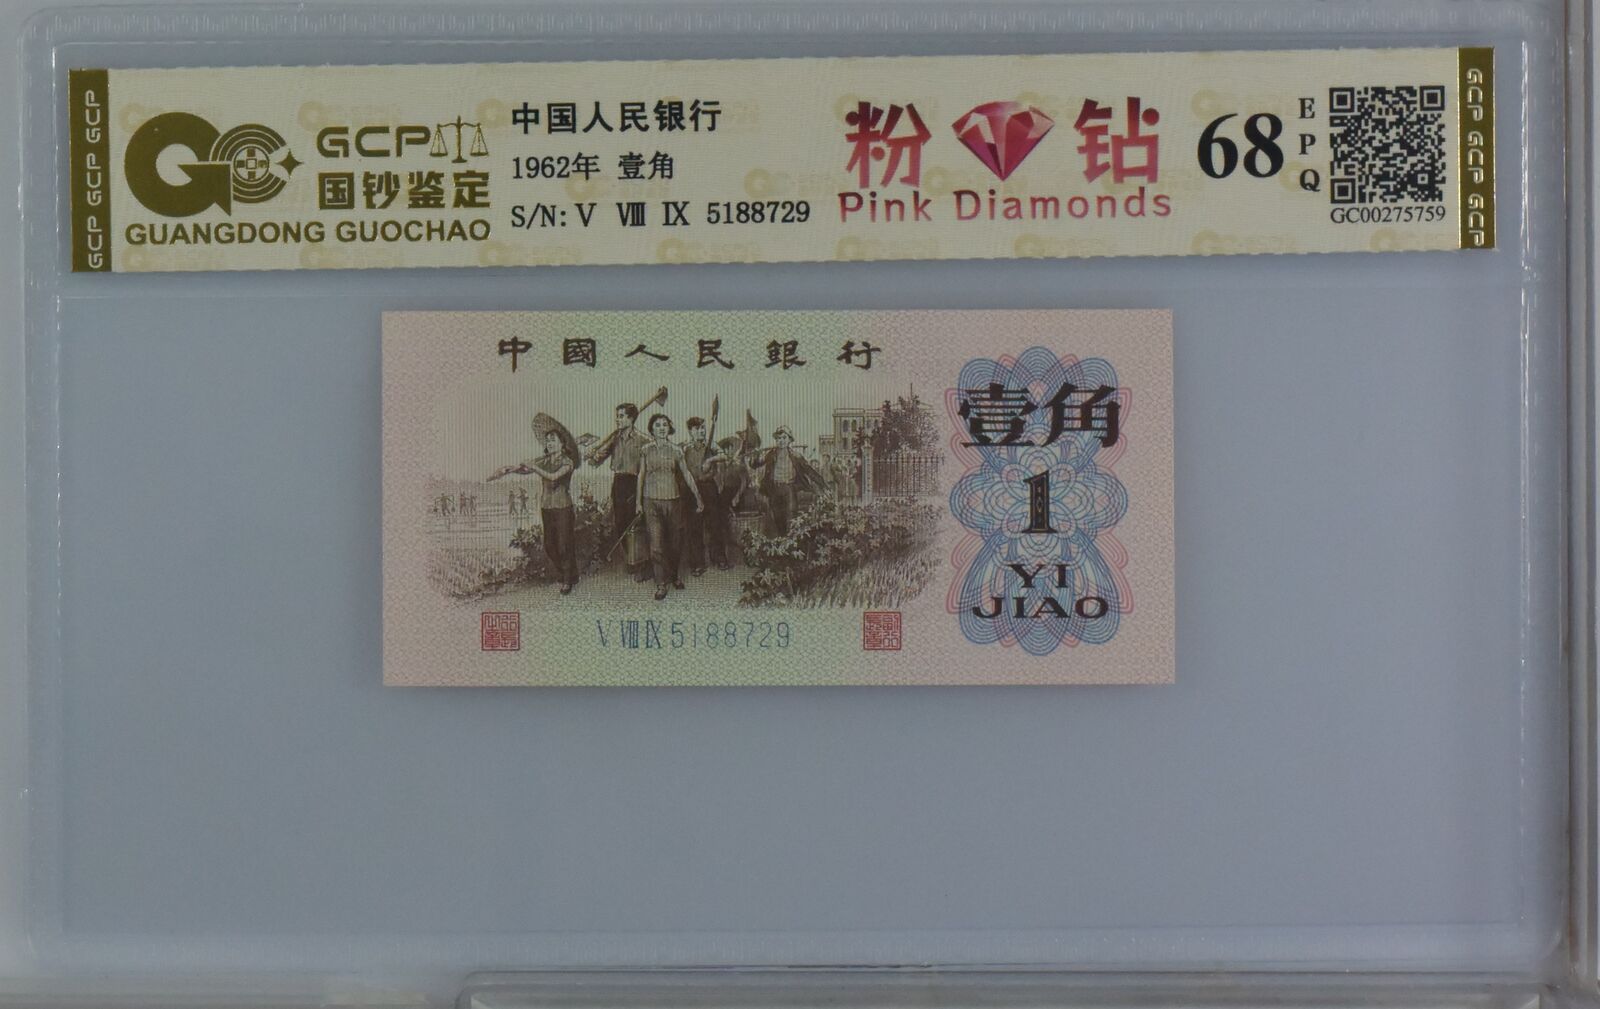 GCP GCP GCP
GCP
国钞鉴定
GUANGDONG GUOCHAO
中国人民银行
1962年 壹角
S/N: V VIII IX 5188729
粉 钻
Pink Diamonds
68
EPQ
GC00275759
GCP GCP GCP
中國人民銀行
壹角
1
YI
JIAO
V VIII IX 5188729